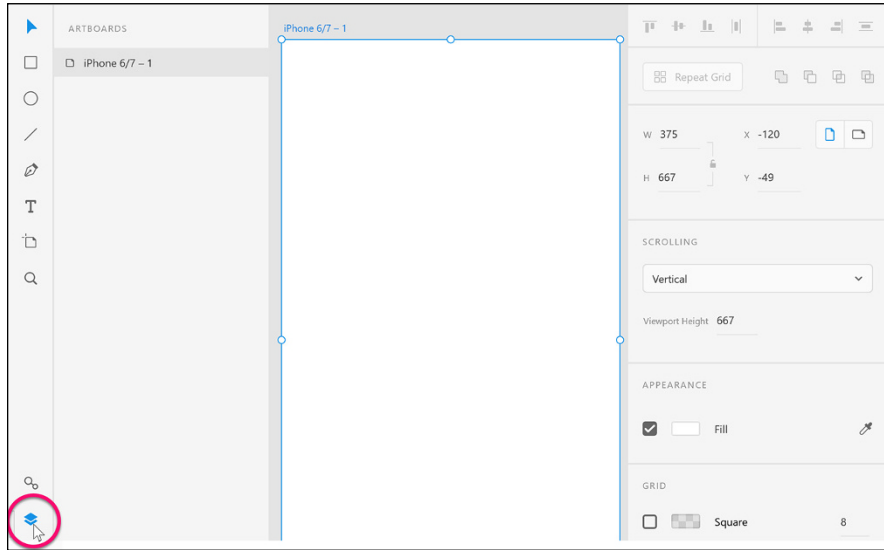 ARTBOARDS
iPhone 6/7 – 1
iPhone 6/7 – 1
Repeat Grid
W 375 X -120
H 667 Y -49
SCROLLING
Vertical
Viewport Height 667
APPEARANCE
Fill
GRID
Square 8
T